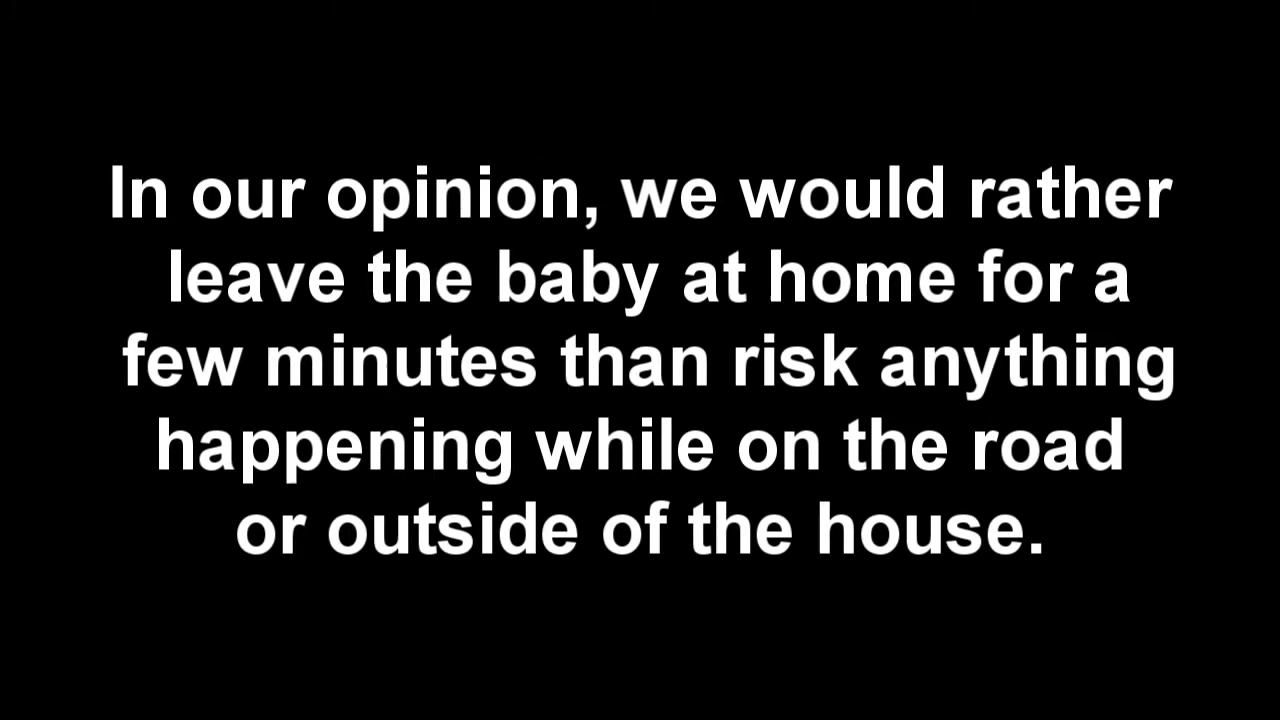 In our opinion, we would rather
leave the baby at home for a
few minutes than risk anything
happening while on the road
or outside of the house.